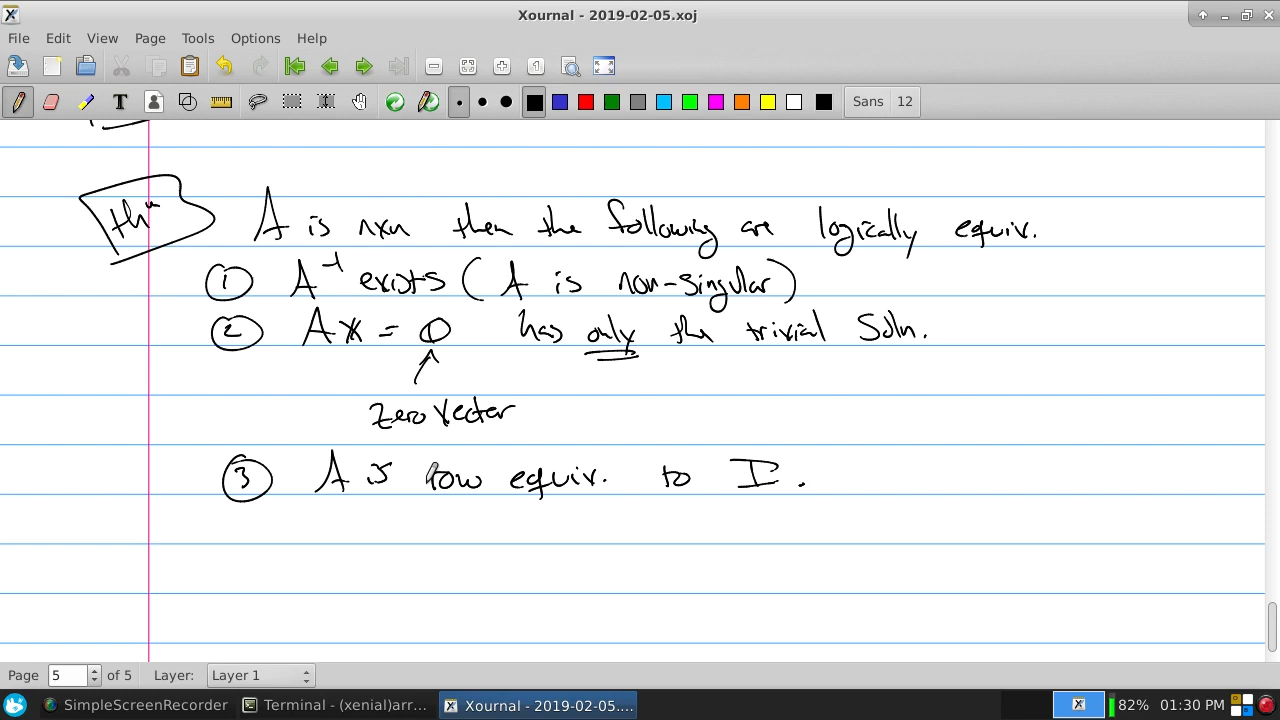 Xournal - 2019-02-05.xoj
File Edit View Page Tools Options Help
Sans 12
thᵐ A is nxn then the following are logically equiv.
① A⁻¹ exists (A is non-singular)
② Ax = 0 has only the trivial Soln.
Zero Vector
③ A is row equiv. to I.
Page 5 of 5 Layer: Layer 1
SimpleScreenRecorder Terminal - (xenial)arr... Xournal - 2019-02-05.... 82% 01:30 PM